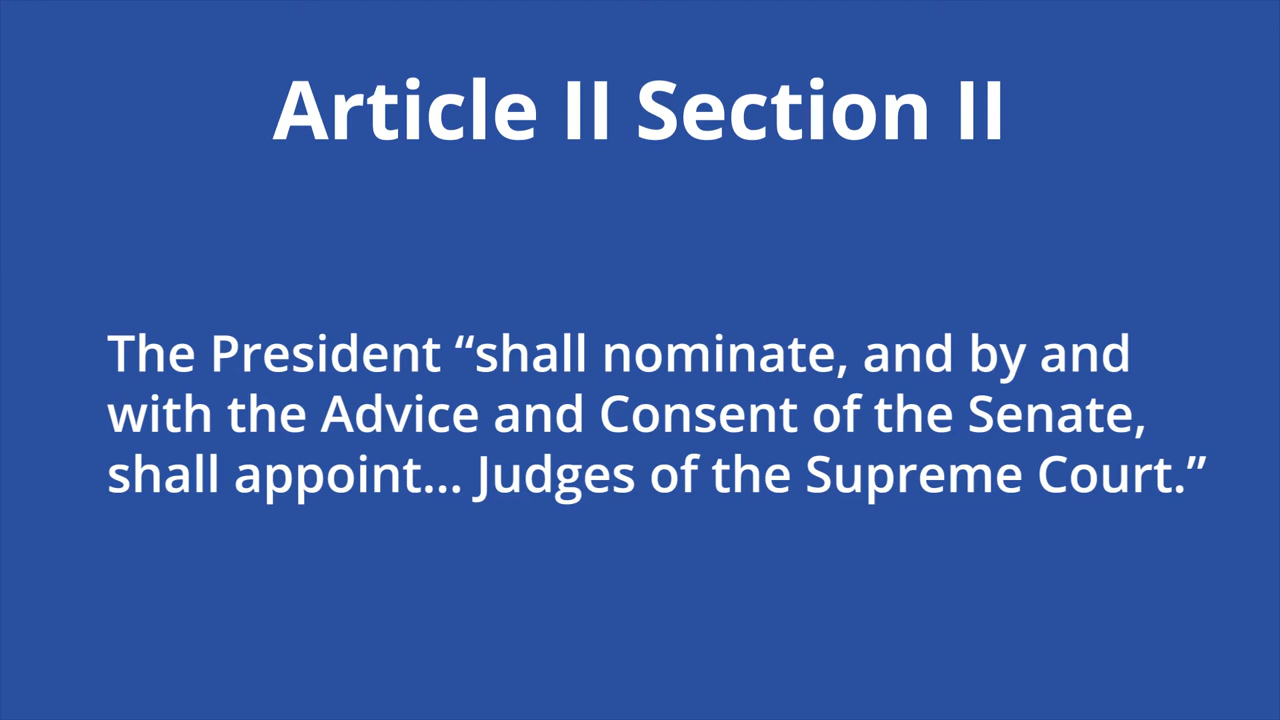 Article II Section II
The President “shall nominate, and by and
with the Advice and Consent of the Senate,
shall appoint... Judges of the Supreme Court.”